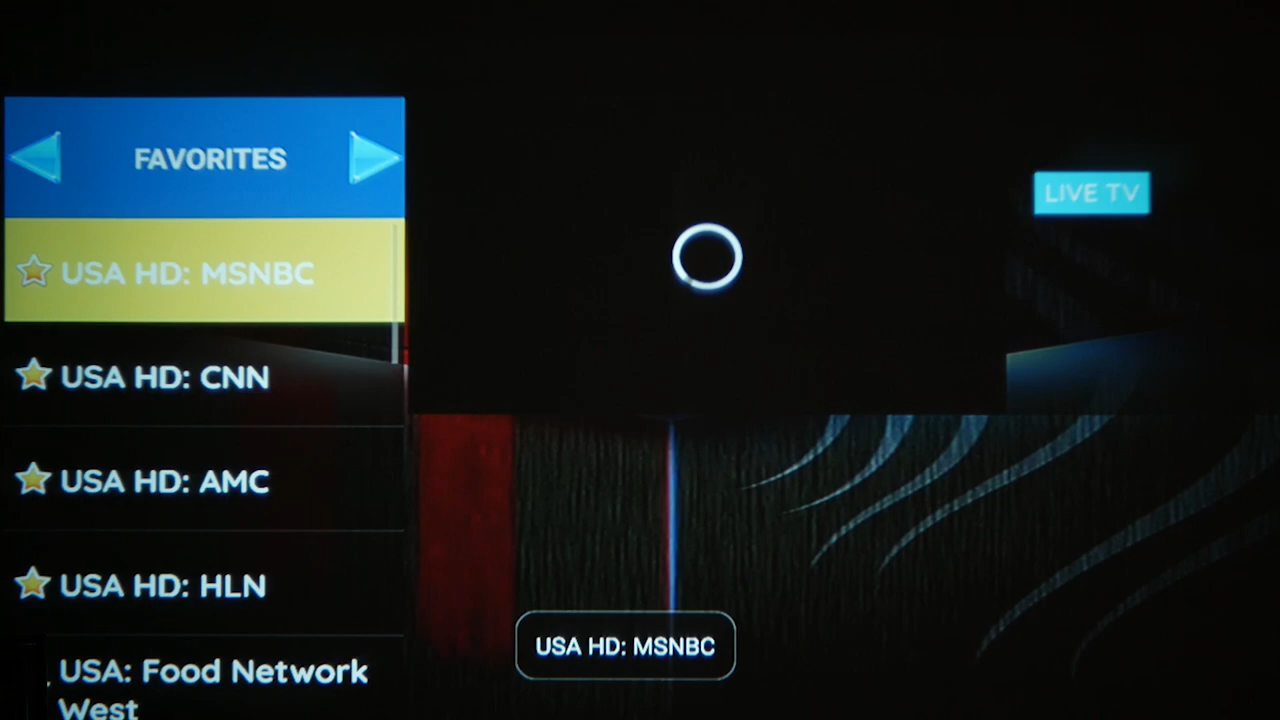 FAVORITES
LIVE TV
USA HD: MSNBC
USA HD: CNN
USA HD: AMC
USA HD: HLN
USA HD: MSNBC
USA: Food Network
West